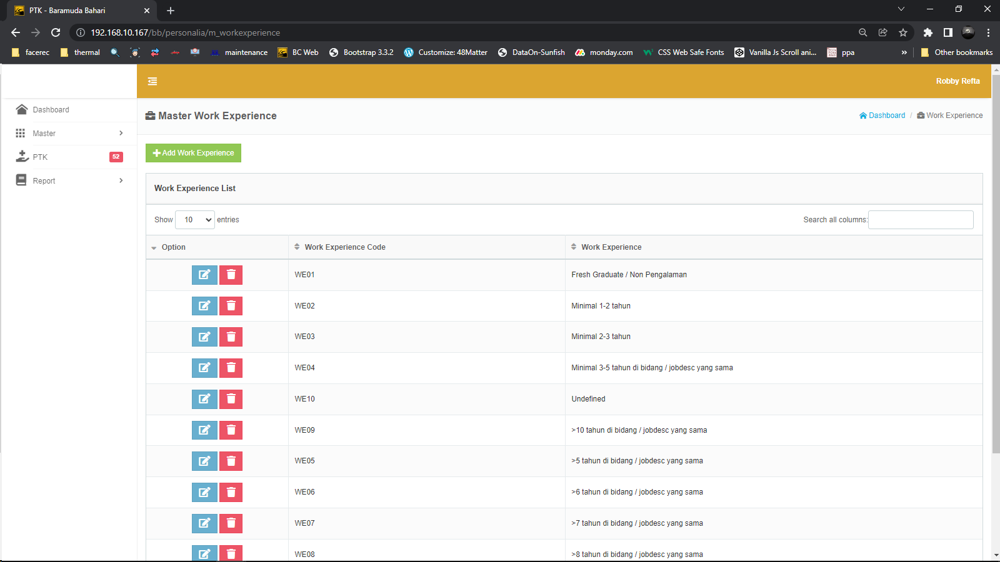 PTK - Baramuda Bahari
192.168.10.167/bb/personalia/m_workexperience
facerec thermal maintenance BC Web Bootstrap 3.3.2 Customize: 48Matter DataOn-Sunfish monday.com CSS Web Safe Fonts Vanilla Js Scroll ani... ppa » Other bookmarks
Robby Refta
Dashboard
Master
PTK 52
Report
Master Work Experience
Dashboard / Work Experience
Add Work Experience
Work Experience List
Show 10 entries
Search all columns:
Option Work Experience Code Work Experience
WE01 Fresh Graduate / Non Pengalaman
WE02 Minimal 1-2 tahun
WE03 Minimal 2-3 tahun
WE04 Minimal 3-5 tahun di bidang / jobdesc yang sama
WE10 Undefined
WE09 >10 tahun di bidang / jobdesc yang sama
WE05 >5 tahun di bidang / jobdesc yang sama
WE06 >6 tahun di bidang / jobdesc yang sama
WE07 >7 tahun di bidang / jobdesc yang sama
WE08 >8 tahun di bidang / jobdesc yang sama